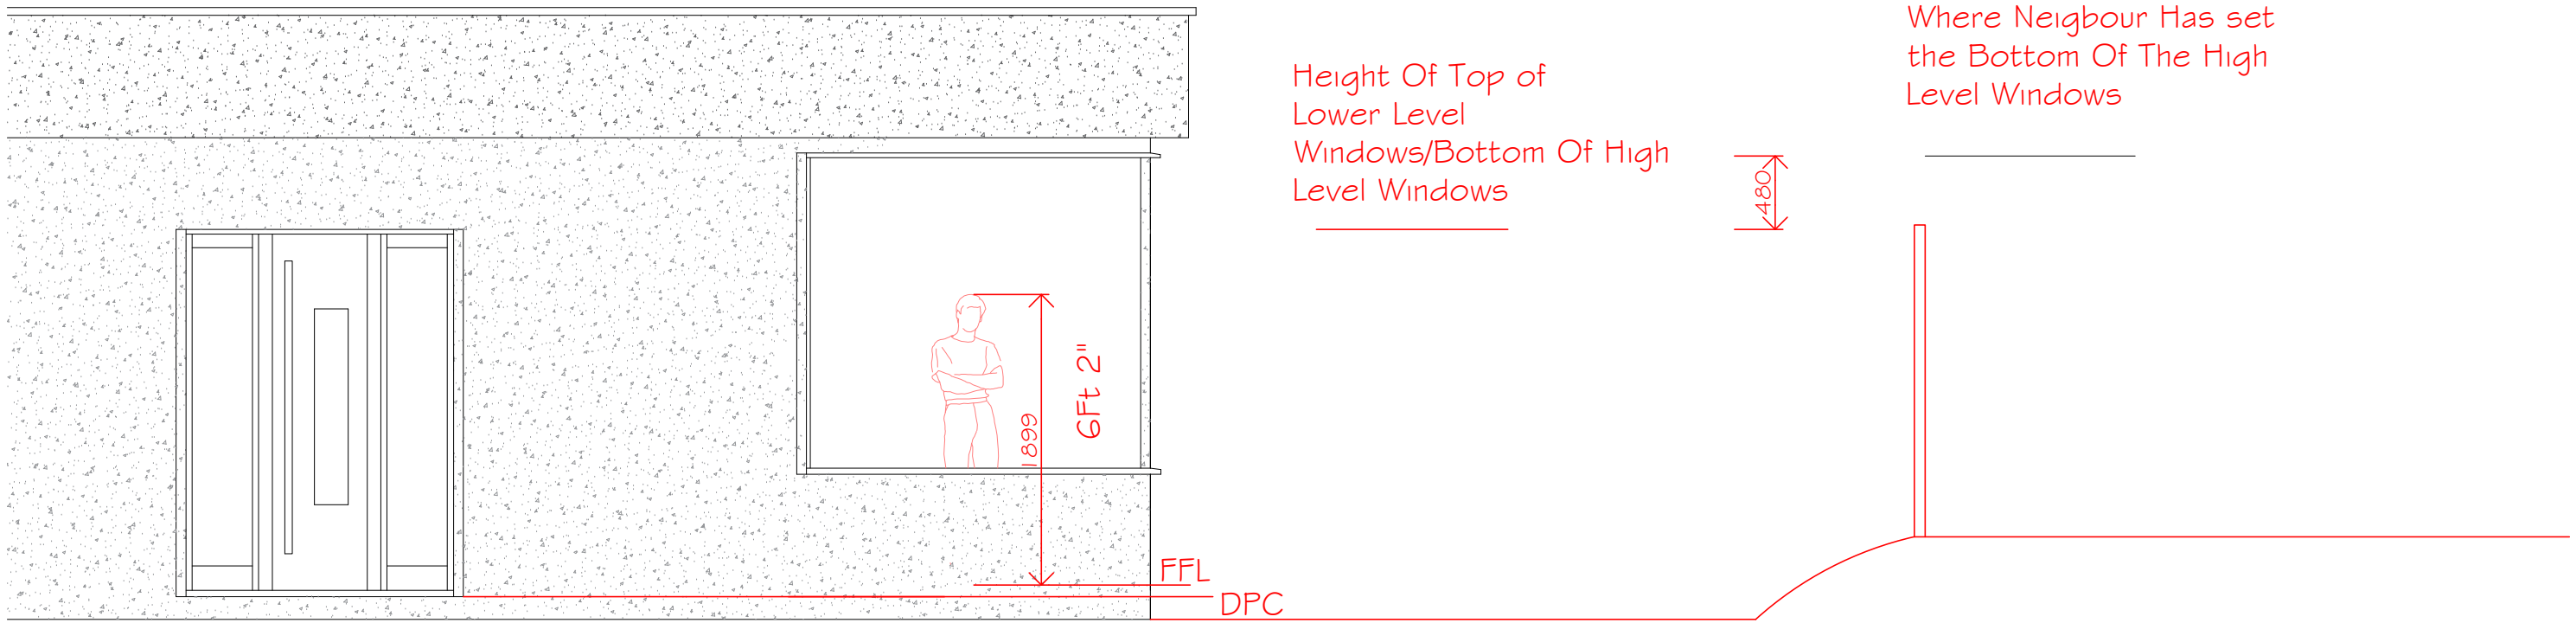 Where Neigbour Has set
the Bottom Of The High
Level Windows
Height Of Top of
Lower Level
Windows/Bottom Of High
Level Windows
480
6Ft 2"
1899
FFL
DPC